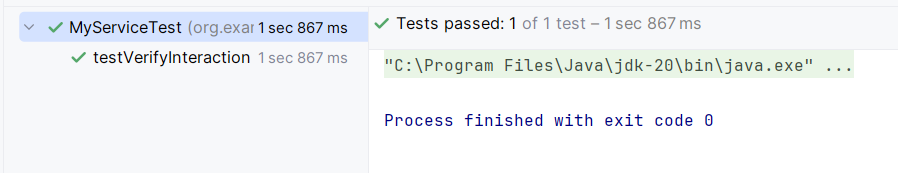 MyServiceTest (org.exar 1 sec 867 ms
testVerifyInteraction 1 sec 867 ms
Tests passed: 1 of 1 test – 1 sec 867 ms
"C:\Program Files\Java\jdk-20\bin\java.exe" ...
Process finished with exit code 0